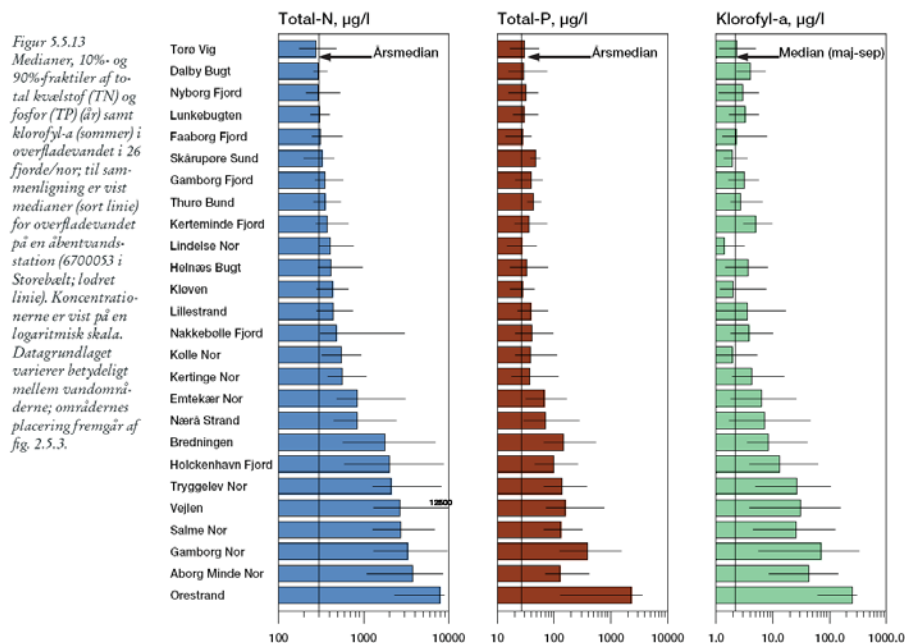 Figur 5.5.13
Medianer, 10%- og
90%-fraktiler af to-
tal kvælstof (TN) og
fosfor (TP) (år) samt
klorofyl-a (sommer) i
overfladevandet i 26
fjorde/nor; til sam-
menligning er vist
medianer (sort linie)
for overfladevandet
på en åbentvands-
station (6700053 i
Storebælt; lodret
linie). Koncentratio-
nerne er vist på en
logaritmisk skala.
Datagrundlaget
varierer betydeligt
mellem vandområ-
derne; områdernes
placering fremgår af
fig. 2.5.3.
Total-N, µg/l
Total-P, µg/l
Klorofyl-a, µg/l
Årsmedian
Årsmedian
Median (maj-sep)
Torø Vig
Dalby Bugt
Nyborg Fjord
Lunkebugten
Faaborg Fjord
Skårupøre Sund
Gamborg Fjord
Thurø Bund
Kerteminde Fjord
Lindelse Nor
Helnæs Bugt
Kløven
Lillestrand
Nakkebølle Fjord
Kolle Nor
Kertinge Nor
Emtekær Nor
Nærå Strand
Bredningen
Holckenhavn Fjord
Tryggelev Nor
Vejlen
12500
Salme Nor
Gamborg Nor
Aborg Minde Nor
Orestrand
100 1000 10000
10 100 1000 10000
1.0 10.0 100.0 1000.0